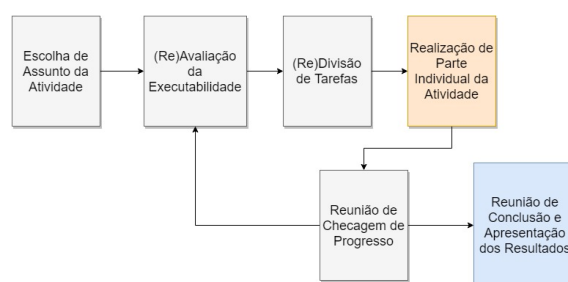 Escolha de
Assunto da
Atividade
(Re)Avaliação
da
Executabilidade
(Re)Divisão
de Tarefas
Realização de
Parte
Individual da
Atividade
Reunião de
Checagem de
Progresso
Reunião de
Conclusão e
Apresentação
dos Resultados